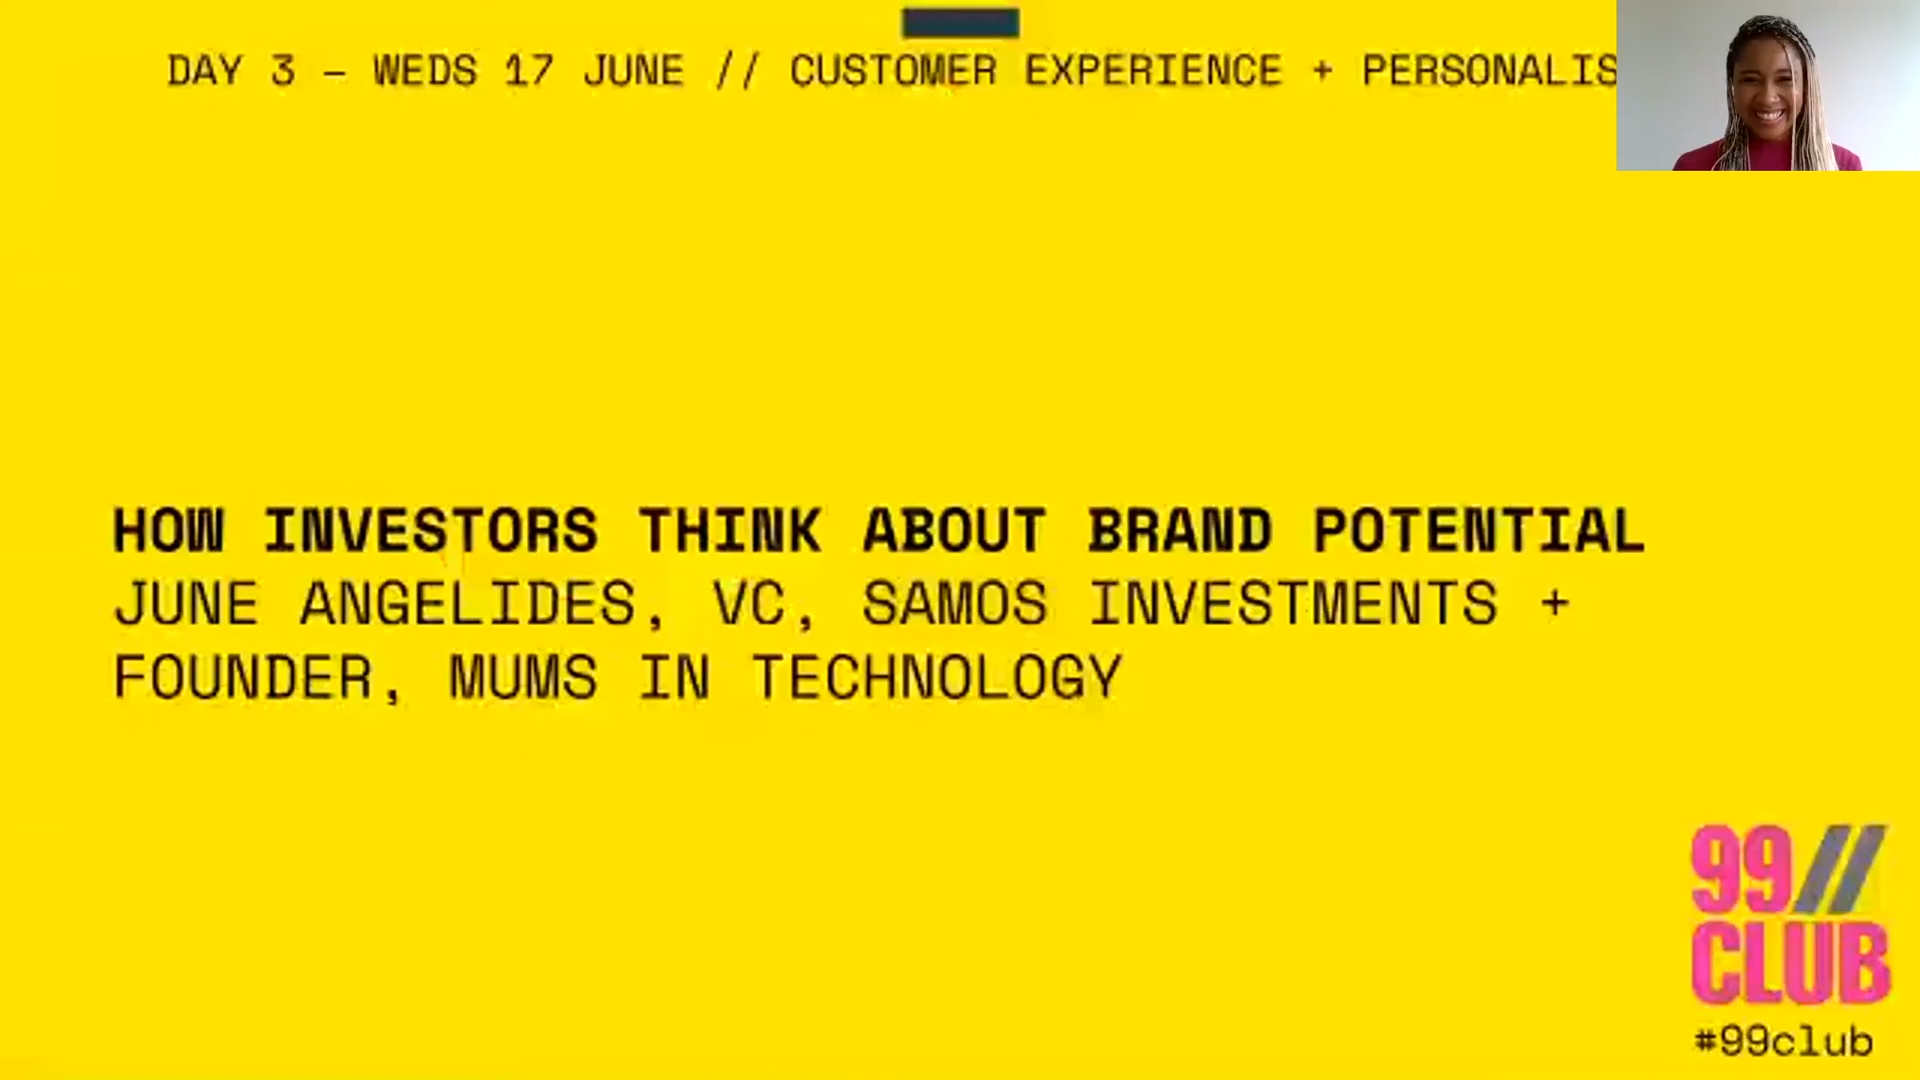 DAY 3 – WEDS 17 JUNE // CUSTOMER EXPERIENCE + PERSONALIS
HOW INVESTORS THINK ABOUT BRAND POTENTIAL
JUNE ANGELIDES, VC, SAMOS INVESTMENTS +
FOUNDER, MUMS IN TECHNOLOGY
99//
CLUB
#99club